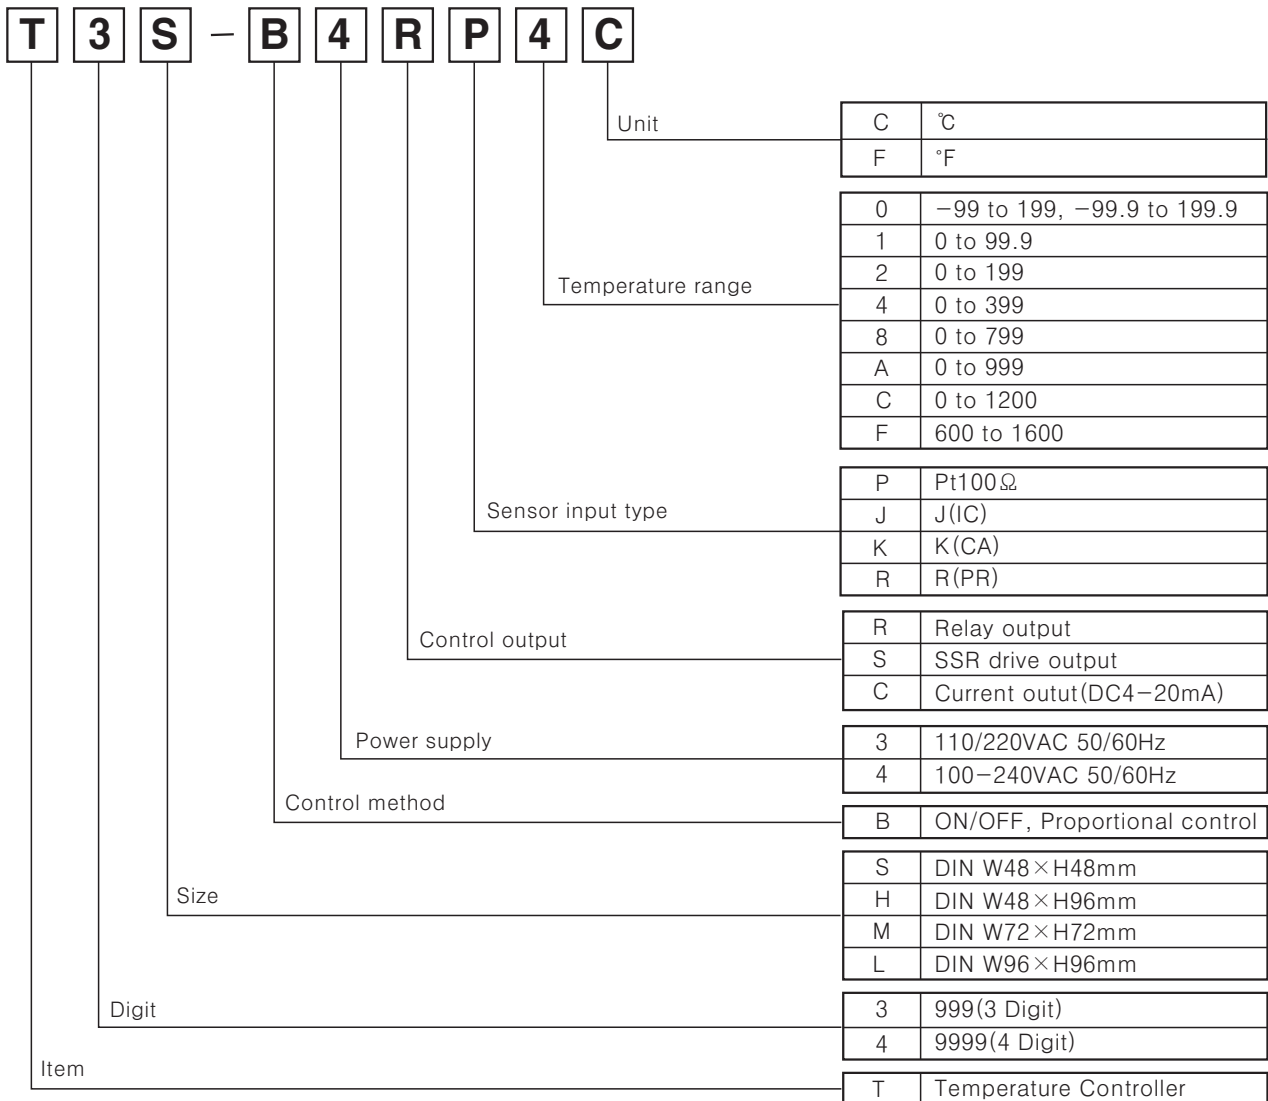 T 3 S - B 4 R P 4 C
Unit
C ℃
F °F
Temperature range
0 -99 to 199, -99.9 to 199.9
1 0 to 99.9
2 0 to 199
4 0 to 399
8 0 to 799
A 0 to 999
C 0 to 1200
F 600 to 1600
Sensor input type
P Pt100Ω
J J(IC)
K K(CA)
R R(PR)
Control output
R Relay output
S SSR drive output
C Current outut(DC4-20mA)
Power supply
3 110/220VAC 50/60Hz
4 100-240VAC 50/60Hz
Control method
B ON/OFF, Proportional control
Size
S DIN W48×H48mm
H DIN W48×H96mm
M DIN W72×H72mm
L DIN W96×H96mm
Digit
3 999(3 Digit)
4 9999(4 Digit)
Item
T Temperature Controller